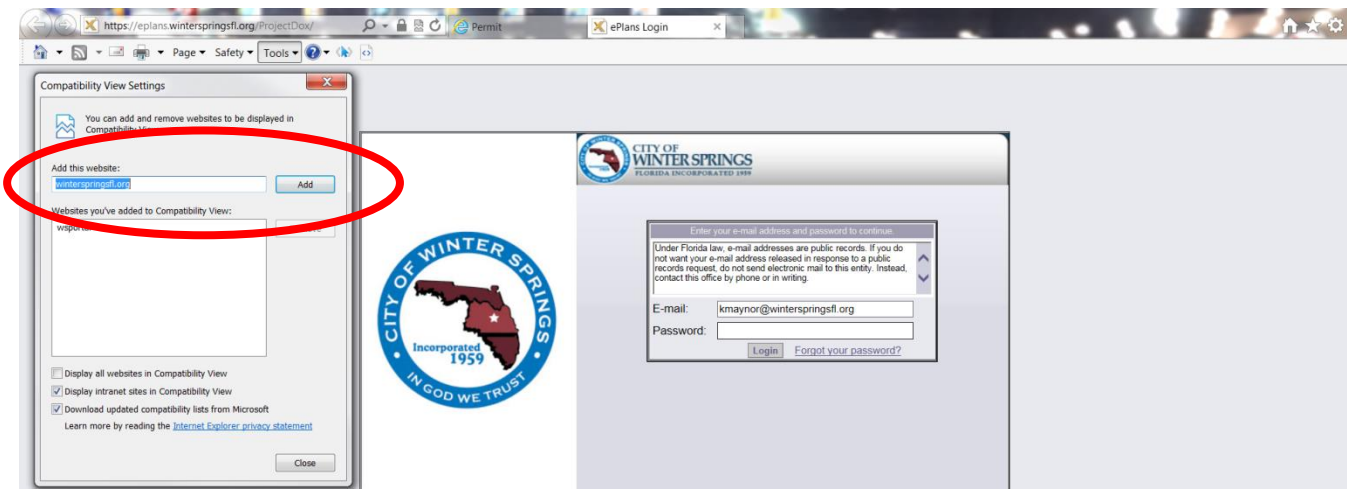 https://eplans.winterspringsfl.org/ProjectDox/
Permit
ePlans Login
Page Safety Tools
Compatibility View Settings
You can add and remove websites to be displayed in
Compatibility
Add this website:
winterspringsfl.org
Add
Websites you've added to Compatibility View:
Display all websites in Compatibility View
Display intranet sites in Compatibility View
Download updated compatibility lists from Microsoft
Learn more by reading the Internet Explorer privacy statement
Close
CITY OF WINTER SPRINGS
Incorporated
1959
IN GOD WE TRUST
CITY OF
WINTER SPRINGS
FLORIDA INCORPORATED 1959
Enter your e-mail address and password to continue.
Under Florida law, e-mail addresses are public records. If you do
not want your e-mail address released in response to a public
records request, do not send electronic mail to this entity. Instead,
contact this office by phone or in writing.
E-mail: kmaynor@winterspringsfl.org
Password:
Login Forgot your password?